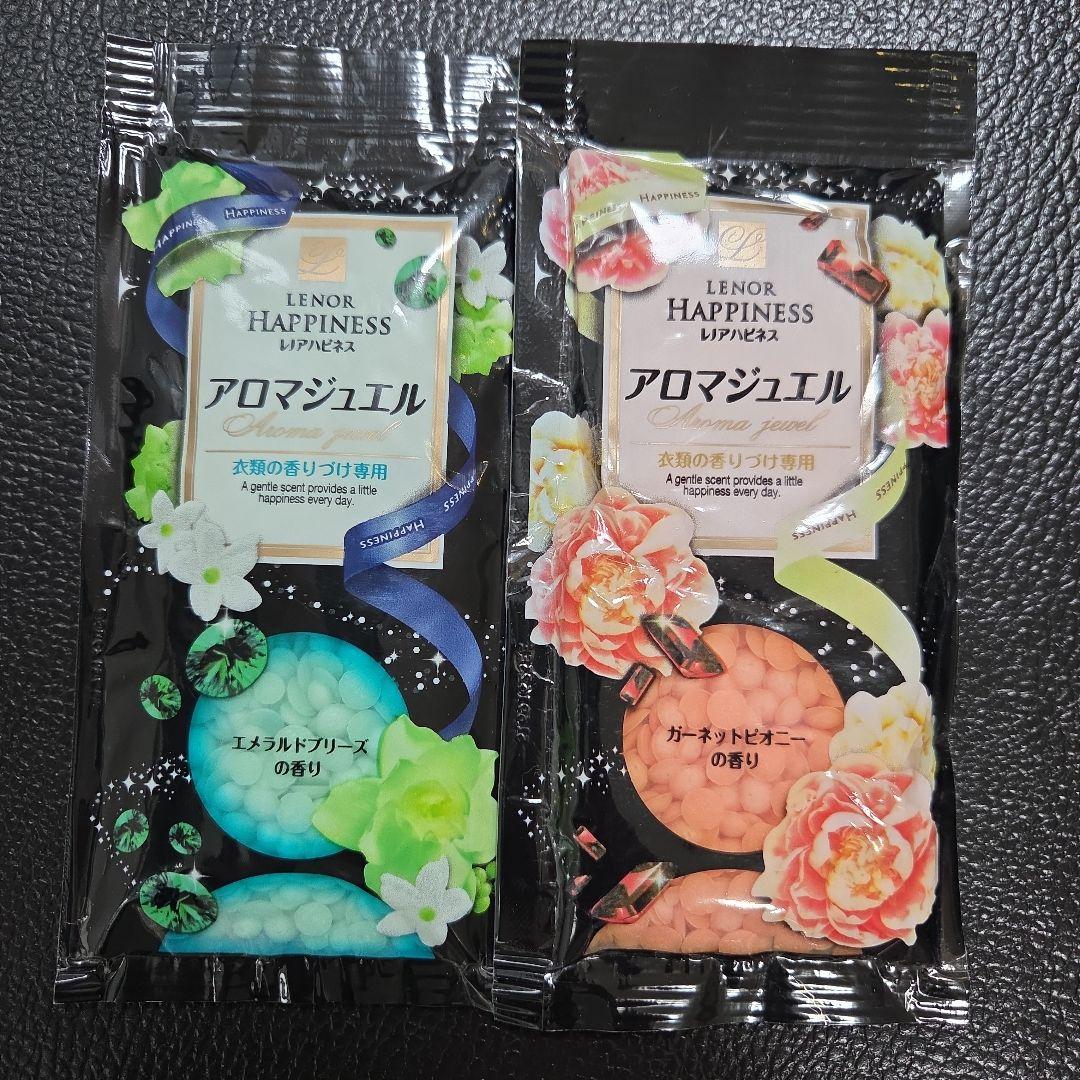 HAPPINESS
HAPPINESS
LENOR
HAPPINESS
レノアハピネス
アロマジュエル
Aroma jewel
衣類の香りづけ専用
A gentle scent provides a little
happiness every day.
HAPPINESS
HAPPINESS
エメラルドブリーズ
の香り
HAPPINESS
HAPPINESS
LENOR
HAPPINESS
レノアハピネス
アロマジュエル
Aroma jewel
衣類の香りづけ専用
A gentle scent provides a little
happiness every day.
HAPPINESS
HAPPINESS
ガーネットピオニー
の香り